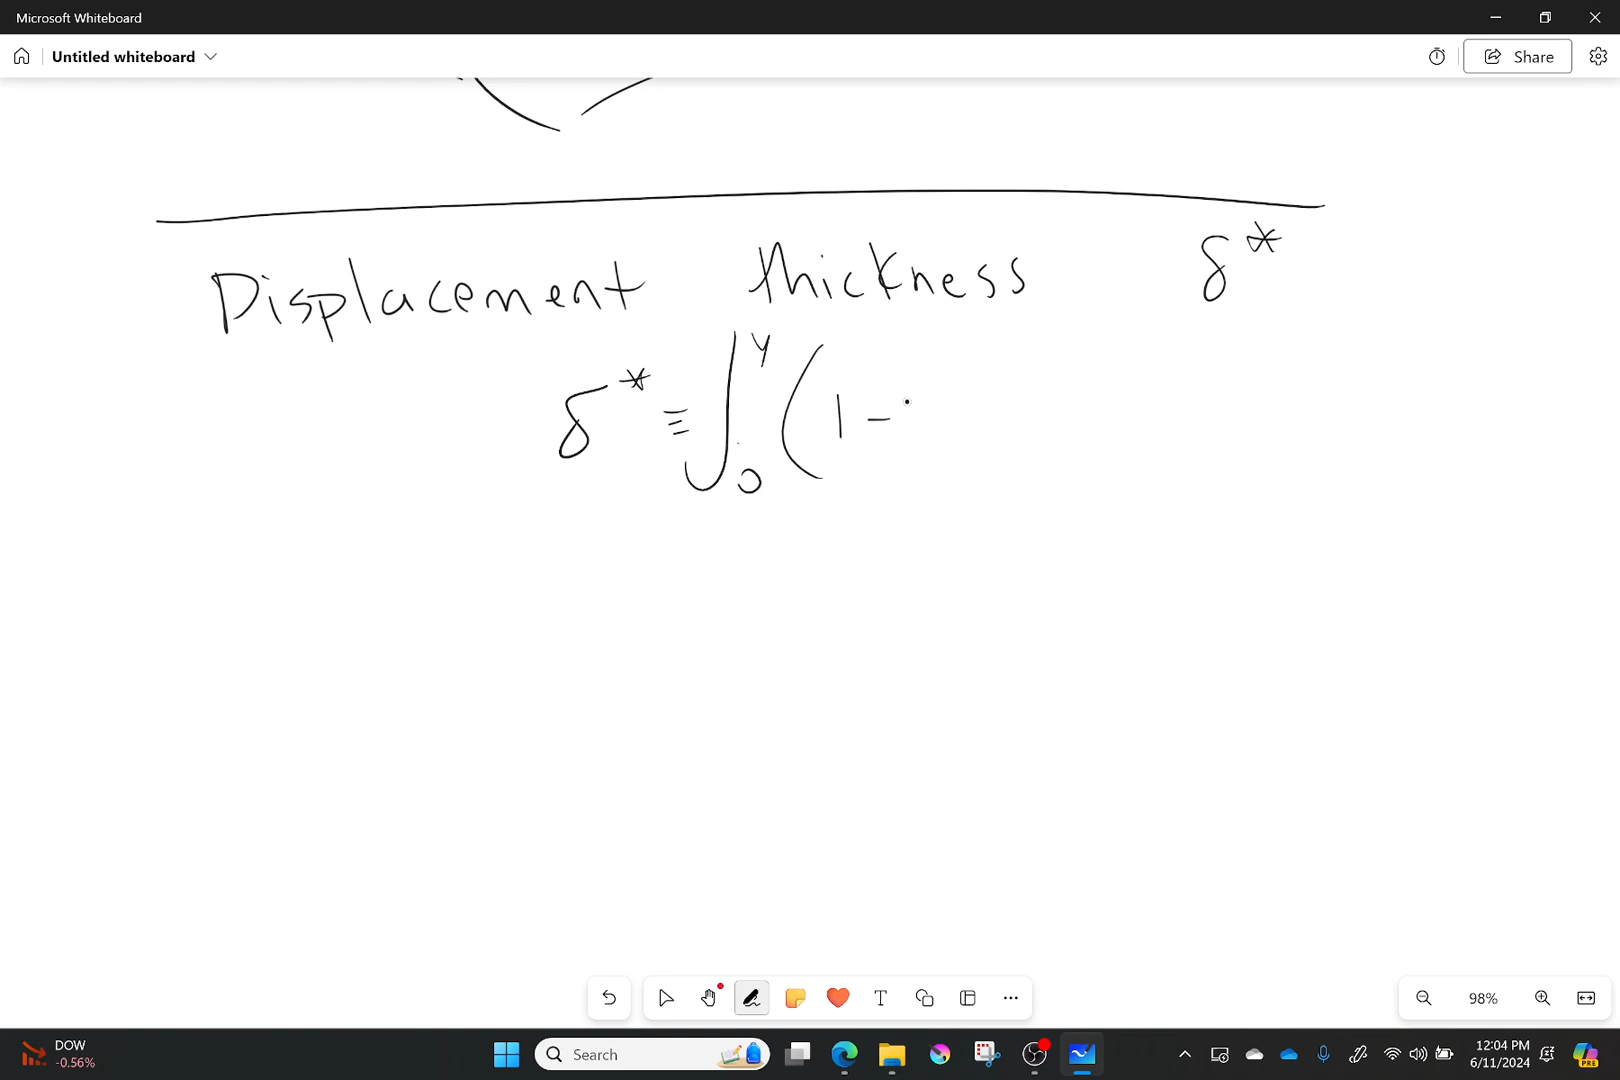 Microsoft Whiteboard
Untitled whiteboard
Share
Displacement thickness δ*
δ* ≡ ∫₀ʸ (1 -
98%
DOW
-0.56%
Search
12:04 PM
6/11/2024
PRE